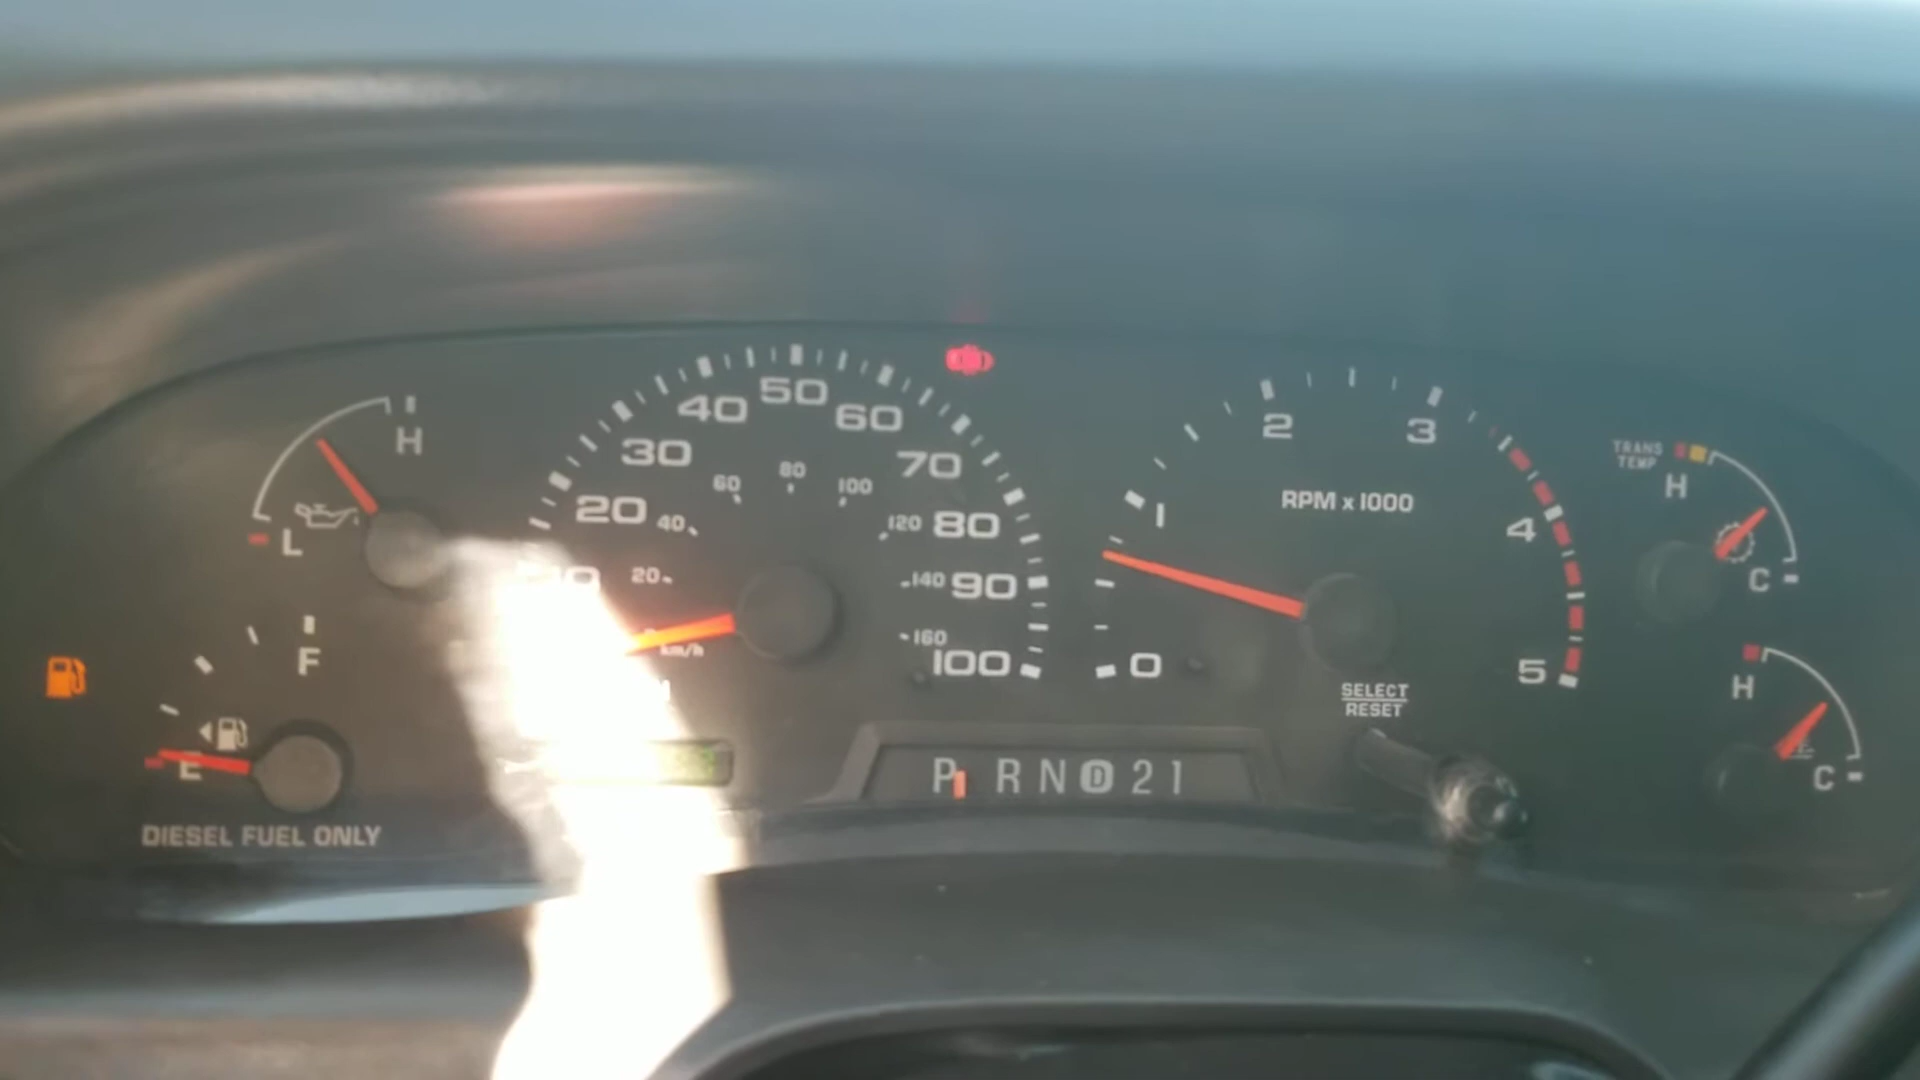 H
L
F
E
DIESEL FUEL ONLY
20
30
40
50
60
70
80
90
100
20
40
60
80
100
120
140
160
km/h
0
1
2
3
4
5
RPM x 1000
SELECT
RESET
P R N D 2 1
TRANS
TEMP
H
C
H
C